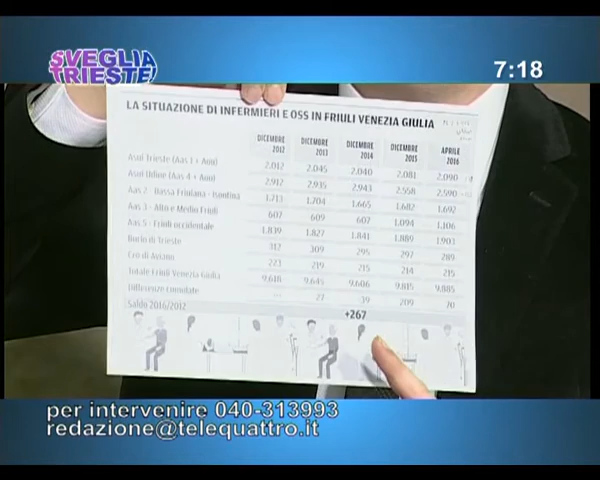 SVEGLIA
TRIESTE
7:18
LA SITUAZIONE DI INFERMIERI E OSS IN FRIULI VENEZIA GIULIA
DICEMBRE 2012 DICEMBRE 2013 DICEMBRE 2014 DICEMBRE 2015 APRILE 2016
Asui Trieste (Aas 1 + Aou) 2.012 2.045 2.040 2.081 2.090
Asui Udine (Aas 4 + Aou) 2.912 2.935 2.943 2.558 2.590
Aas 2 - Bassa Friulana - Isontina 1.713 1.704 1.665 1.682 1.692
Aas 3 - Alto e Medio Friuli 607 609 607 1.094 1.106
Aas 5 - Friuli occidentale 1.839 1.827 1.841 1.889 1.903
Burlo di Trieste 312 309 295 297 289
Cro di Aviano 223 219 215 214 215
Totale Friuli Venezia Giulia 9.618 9.645 9.606 9.815 9.885
Differenze 27 39 209 70
Saldo 2016/2012 +267
per intervenire 040-313993
redazione@telequattro.it